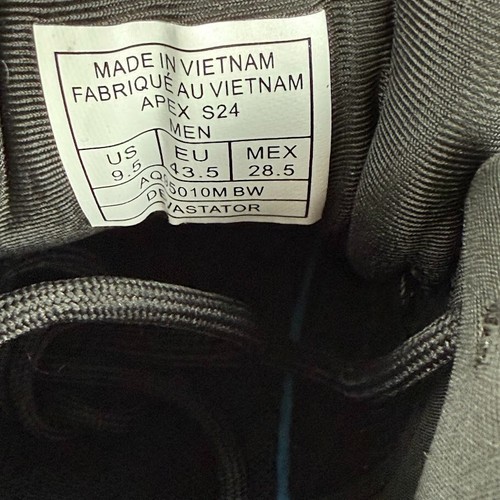 MADE IN VIETNAM
FABRIQUÉ AU VIETNAM
APEX S24
MEN
US EU MEX
9.5 43.5 28.5
5010M BW